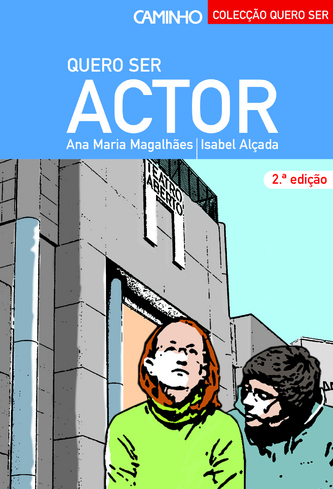 CAMINHO
COLECÇÃO QUERO SER
QUERO SER
ACTOR
Ana Maria Magalhães | Isabel Alçada
2.ª edição
TEATRO
ABERTO